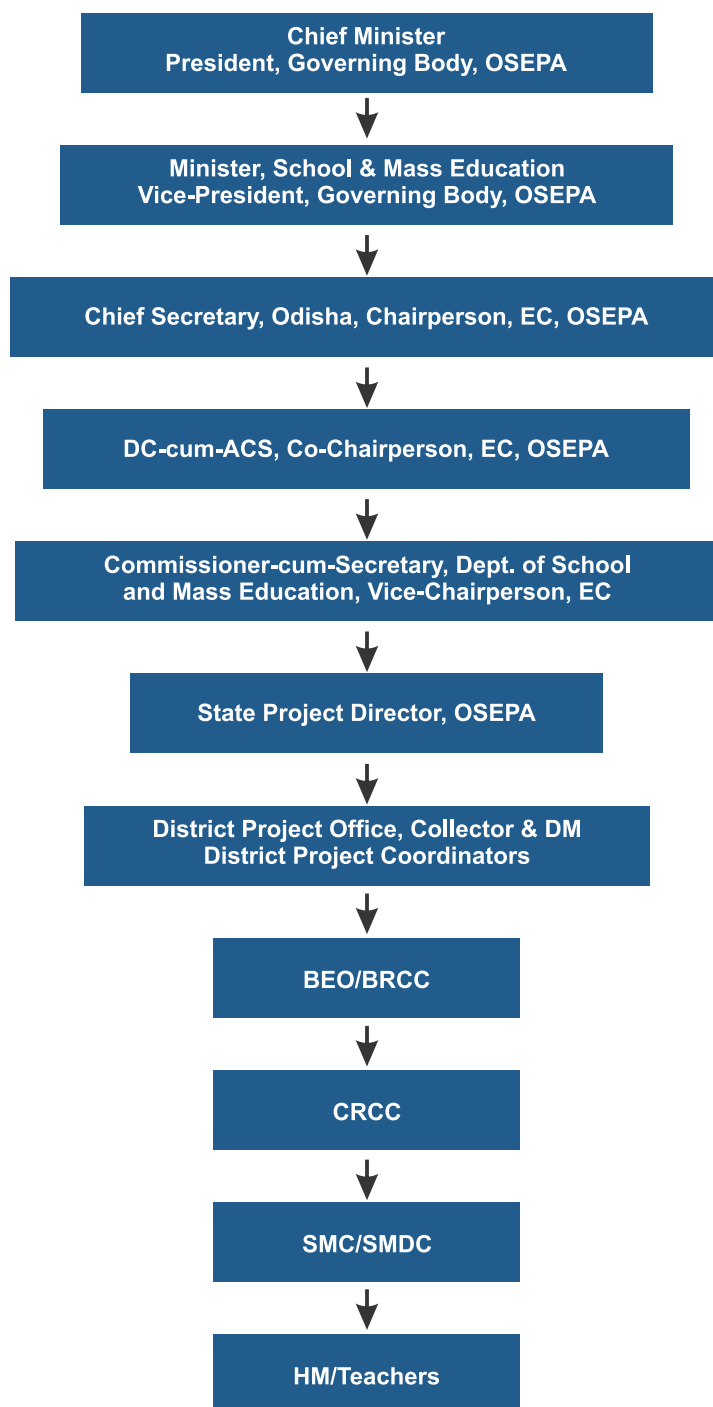 Chief Minister
President, Governing Body, OSEPA
Minister, School & Mass Education
Vice-President, Governing Body, OSEPA
Chief Secretary, Odisha, Chairperson, EC, OSEPA
DC-cum-ACS, Co-Chairperson, EC, OSEPA
Commissioner-cum-Secretary, Dept. of School
and Mass Education, Vice-Chairperson, EC
State Project Director, OSEPA
District Project Office, Collector & DM
District Project Coordinators
BEO/BRCC
CRCC
SMC/SMDC
HM/Teachers